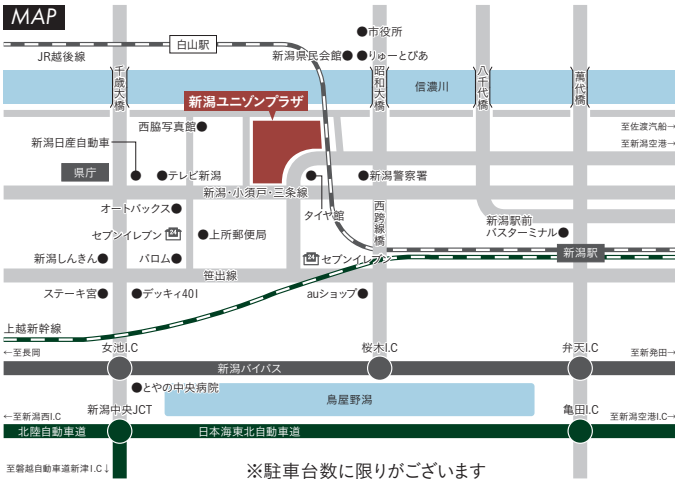 MAP
市役所
白山駅
新潟県民会館
りゅーとぴあ
JR越後線
千歳大橋
昭和大橋
八千代橋
萬代橋
信濃川
新潟ユニゾンプラザ
西脇写真館
至佐渡汽船→
至新潟空港→
新潟日産自動車
県庁
テレビ新潟
新潟警察署
新潟・小須戸・三条線
タイヤ館
西跨線橋
オートバックス
セブンイレブン
24
上所郵便局
新潟駅前
バスターミナル
新潟しんきん
バロム
24
セブンイレブン
新潟駅
笹出線
ステーキ宮
デッキィ401
auショップ
上越新幹線
女池I.C
桜木I.C
弁天I.C
←至長岡
至新発田→
新潟バイパス
とやの中央病院
鳥屋野潟
新潟中央JCT
亀田I.C
←至新潟西I.C
至新潟空港I.C→
北陸自動車道
日本海東北自動車道
至磐越自動車道新津I.C↓
※駐車台数に限りがございます